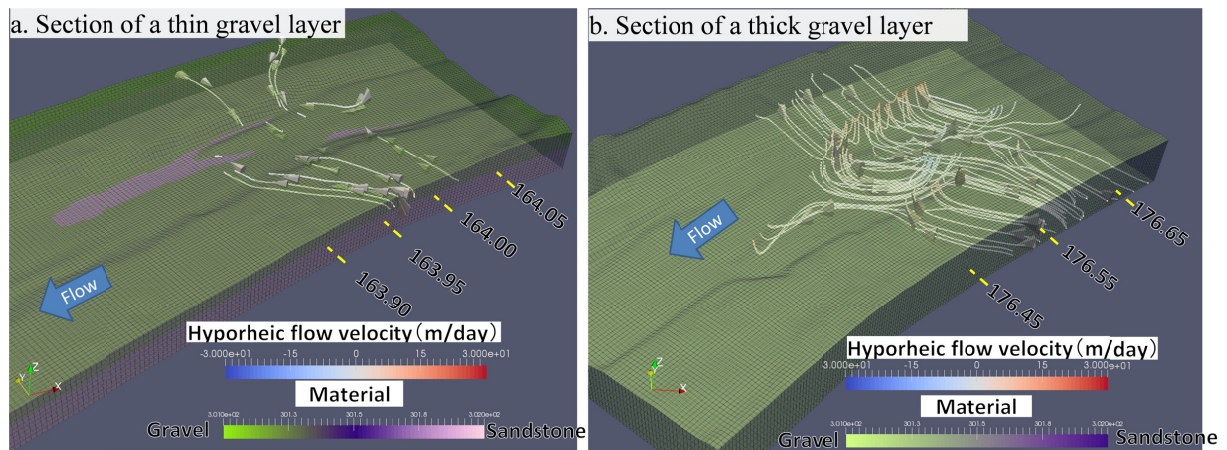 a. Section of a thin gravel layer
164.05
164.00
163.95
163.90
Flow
Hyporheic flow velocity (m/day)
-3.000e+01 -15 0 15 3.000e+01
Material
3.010e+02 301.3 301.5 301.8 3.020e+02
Gravel Sandstone
Z
Y
X
b. Section of a thick gravel layer
176.65
176.55
176.45
Flow
Hyporheic flow velocity (m/day)
3.000e+01 -15 0 15 3.000e+01
Material
3.010e+02 301.3 301.5 301.8 3.020e+02
Gravel Sandstone
Z
X